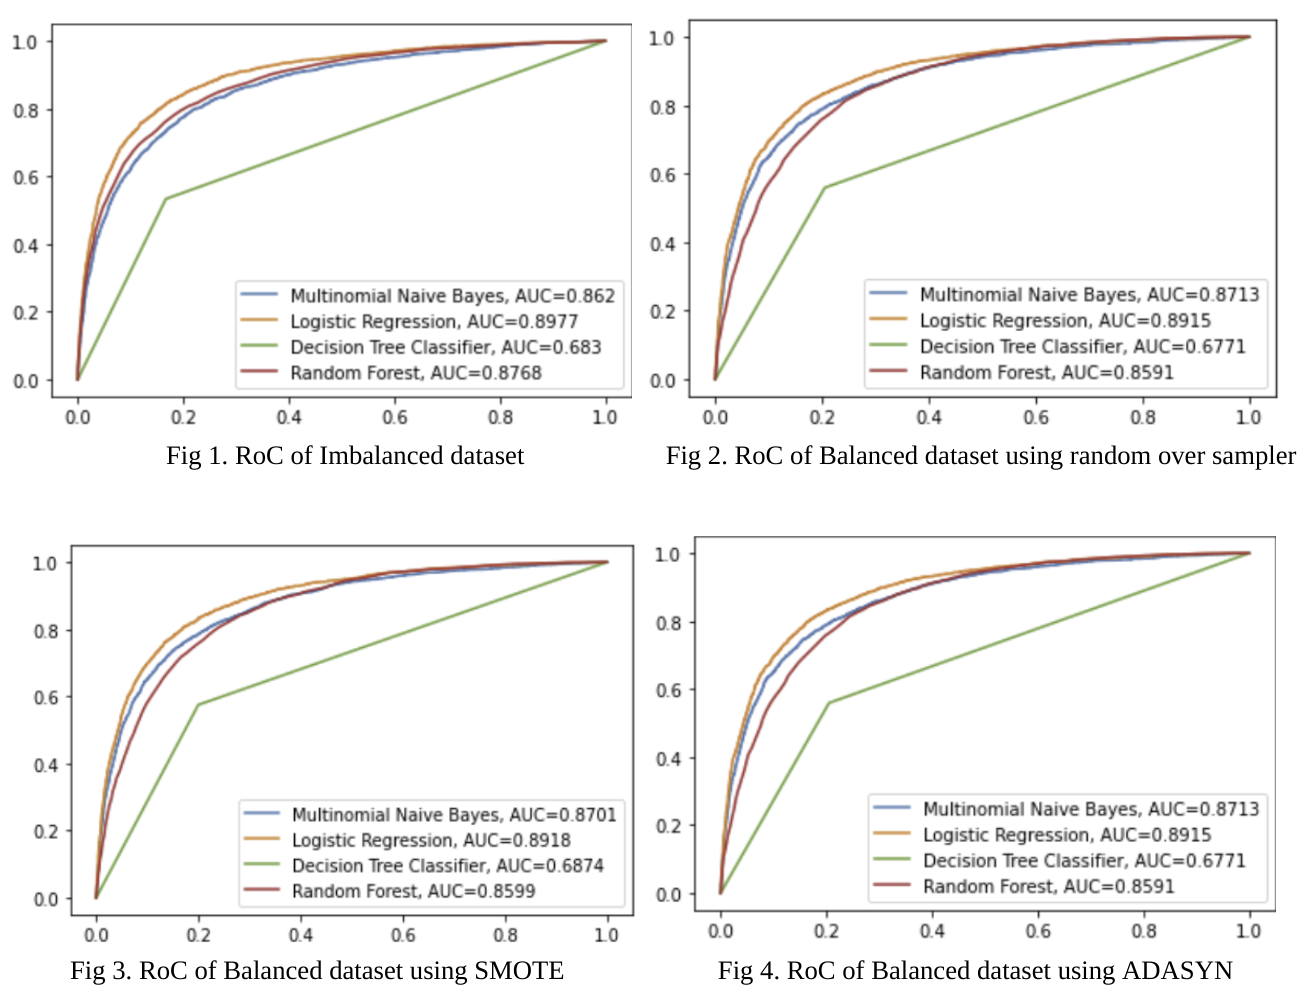 1.0
0.8
0.6
0.4
0.2
0.0
Multinomial Naive Bayes, AUC=0.862
Logistic Regression, AUC=0.8977
Decision Tree Classifier, AUC=0.683
Random Forest, AUC=0.8768
0.0 0.2 0.4 0.6 0.8 1.0
Fig 1. RoC of Imbalanced dataset
1.0
0.8
0.6
0.4
0.2
0.0
Multinomial Naive Bayes, AUC=0.8713
Logistic Regression, AUC=0.8915
Decision Tree Classifier, AUC=0.6771
Random Forest, AUC=0.8591
0.0 0.2 0.4 0.6 0.8 1.0
Fig 2. RoC of Balanced dataset using random over sampler
1.0
0.8
0.6
0.4
0.2
0.0
Multinomial Naive Bayes, AUC=0.8701
Logistic Regression, AUC=0.8918
Decision Tree Classifier, AUC=0.6874
Random Forest, AUC=0.8599
0.0 0.2 0.4 0.6 0.8 1.0
Fig 3. RoC of Balanced dataset using SMOTE
1.0
0.8
0.6
0.4
0.2
0.0
Multinomial Naive Bayes, AUC=0.8713
Logistic Regression, AUC=0.8915
Decision Tree Classifier, AUC=0.6771
Random Forest, AUC=0.8591
0.0 0.2 0.4 0.6 0.8 1.0
Fig 4. RoC of Balanced dataset using ADASYN